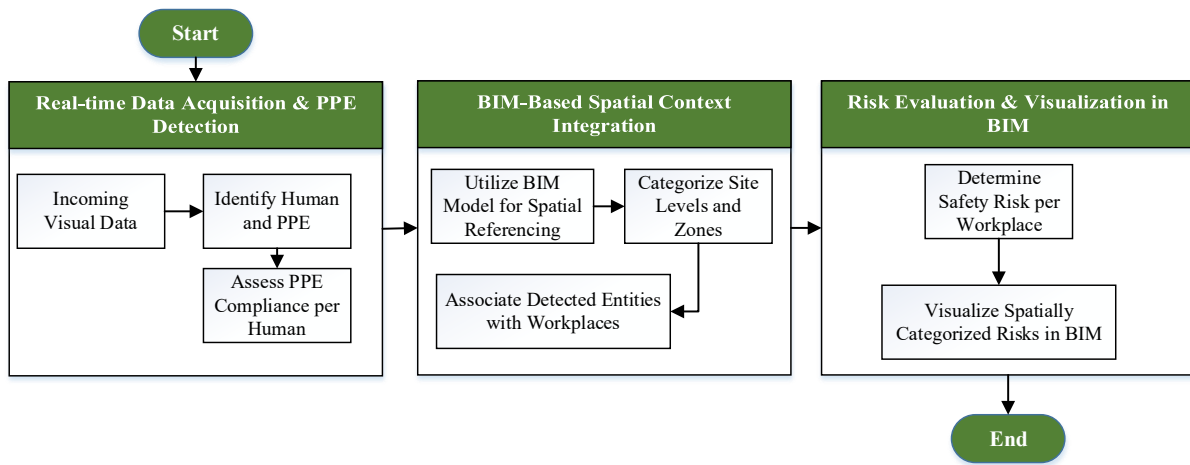 Start
Real-time Data Acquisition & PPE
Detection
Incoming
Visual Data
Identify Human
and PPE
Assess PPE
Compliance per
Human
BIM-Based Spatial Context
Integration
Utilize BIM
Model for Spatial
Referencing
Categorize Site
Levels and
Zones
Associate Detected Entities
with Workplaces
Risk Evaluation & Visualization in
BIM
Determine
Safety Risk per
Workplace
Visualize Spatially
Categorized Risks in BIM
End